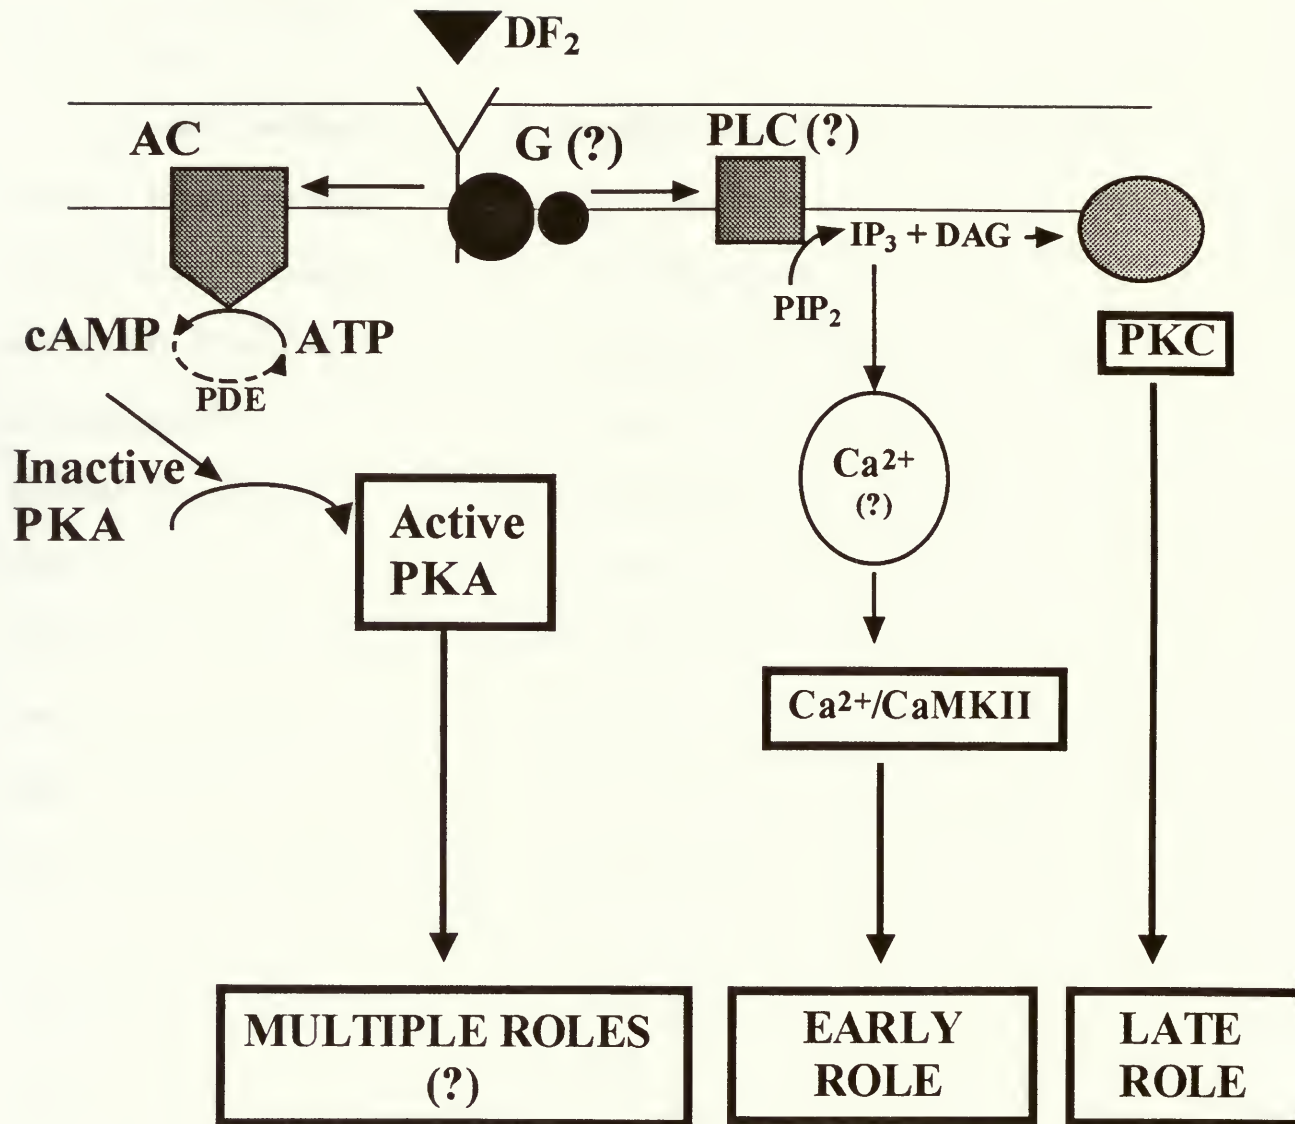 DF₂
AC
G (?)
PLC (?)
IP₃ + DAG
PIP₂
cAMP
ATP
PDE
PKC
Inactive
PKA
Active
PKA
Ca²⁺
(?)
Ca²⁺/CaMKII
MULTIPLE ROLES
(?)
EARLY
ROLE
LATE
ROLE